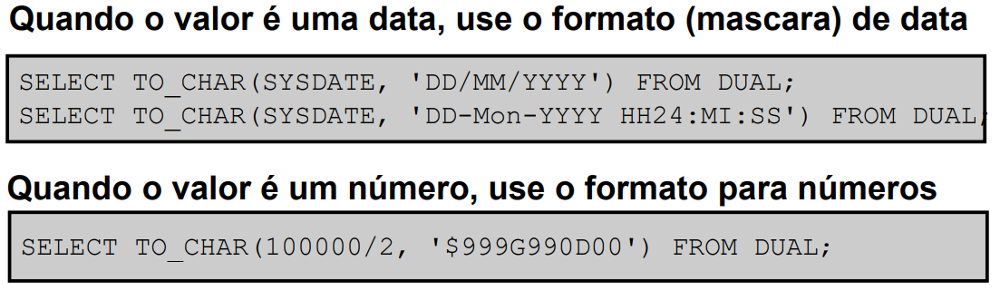 Quando o valor é uma data, use o formato (mascara) de data
SELECT TO_CHAR(SYSDATE, 'DD/MM/YYYY') FROM DUAL;
SELECT TO_CHAR(SYSDATE, 'DD-Mon-YYYY HH24:MI:SS') FROM DUAL;
Quando o valor é um número, use o formato para números
SELECT TO_CHAR(100000/2, '$999G990D00') FROM DUAL;